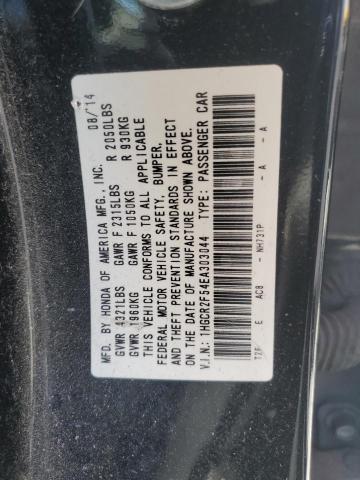 MFD. BY HONDA OF AMERICA MFG., INC. 08/14
GVWR 4321LBS GAWR F 2315LBS R 2050LBS
GVWR 1960KG GAWR F 1050KG R 930KG
THIS VEHICLE CONFORMS TO ALL APPLICABLE
FEDERAL MOTOR VEHICLE SAFETY, BUMPER,
AND THEFT PREVENTION STANDARDS IN EFFECT
ON THE DATE OF MANUFACTURE SHOWN ABOVE.
V.I.N.: 1HGCR2F54EA303044 TYPE: PASSENGER CAR
E AC8 - NH731P - A - A